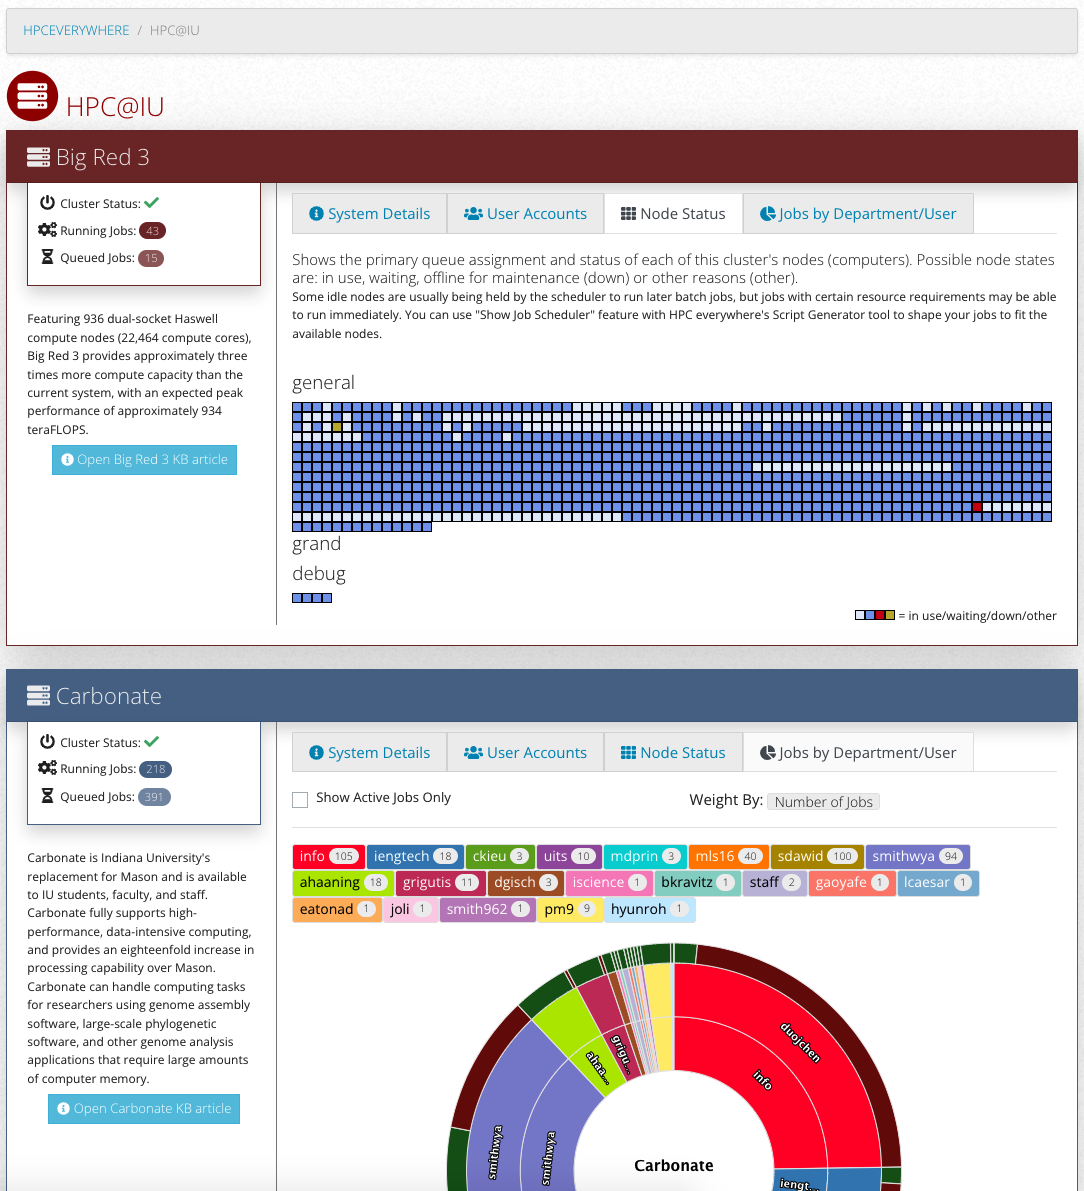 HPCEVERYWHERE / HPC@IU
HPC@IU
Big Red 3
Cluster Status:
Running Jobs: 43
Queued Jobs: 15
Featuring 936 dual-socket Haswell
compute nodes (22,464 compute cores),
Big Red 3 provides approximately three
times more compute capacity than the
current system, with an expected peak
performance of approximately 934
teraFLOPS.
Open Big Red 3 KB article
System Details
User Accounts
Node Status
Jobs by Department/User
Shows the primary queue assignment and status of each of this cluster's nodes (computers). Possible node states
are: in use, waiting, offline for maintenance (down) or other reasons (other).
Some idle nodes are usually being held by the scheduler to run later batch jobs, but jobs with certain resource requirements may be able
to run immediately. You can use "Show Job Scheduler" feature with HPC everywhere's Script Generator tool to shape your jobs to fit the
available nodes.
general
grand
debug
= in use/waiting/down/other
Carbonate
Cluster Status:
Running Jobs: 218
Queued Jobs: 391
Carbonate is Indiana University's
replacement for Mason and is available
to IU students, faculty, and staff.
Carbonate fully supports high-
performance, data-intensive computing,
and provides an eighteenfold increase in
processing capability over Mason.
Carbonate can handle computing tasks
for researchers using genome assembly
software, large-scale phylogenetic
software, and other genome analysis
applications that require large amounts
of computer memory.
Open Carbonate KB article
System Details
User Accounts
Node Status
Jobs by Department/User
Show Active Jobs Only
Weight By: Number of Jobs
info 105 iengtech 18 ckieu 3 uits 10 mdprin 3 mls16 40 sdawid 100 smithwya 94
ahaaning 18 grigutis 11 dgisch 3 iscience 1 bkravitz 1 staff 2 gaoyafe 1 lcaesar 1
eatonad 1 joli 1 smith962 1 pm9 9 hyunroh 1
duojchen
info
grigu...
ahaa...
smithwya
smithwya
Carbonate
iengt...